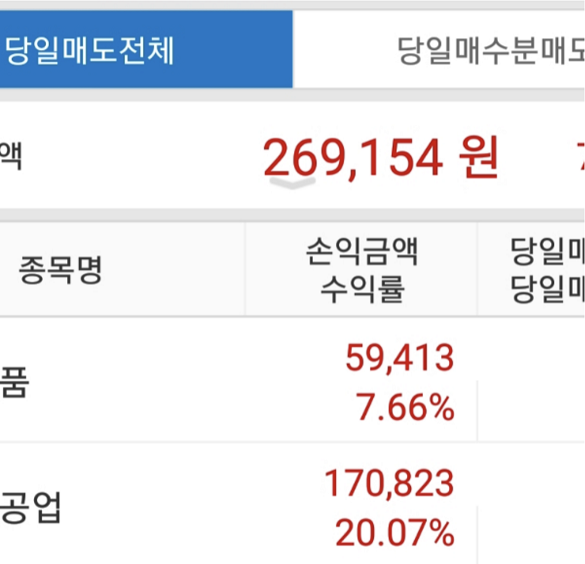 당일매도전체
당일매수분매도
액 269,154 원
종목명
손익금액
수익률
당일매
당일매
품
59,413
7.66%
공업
170,823
20.07%